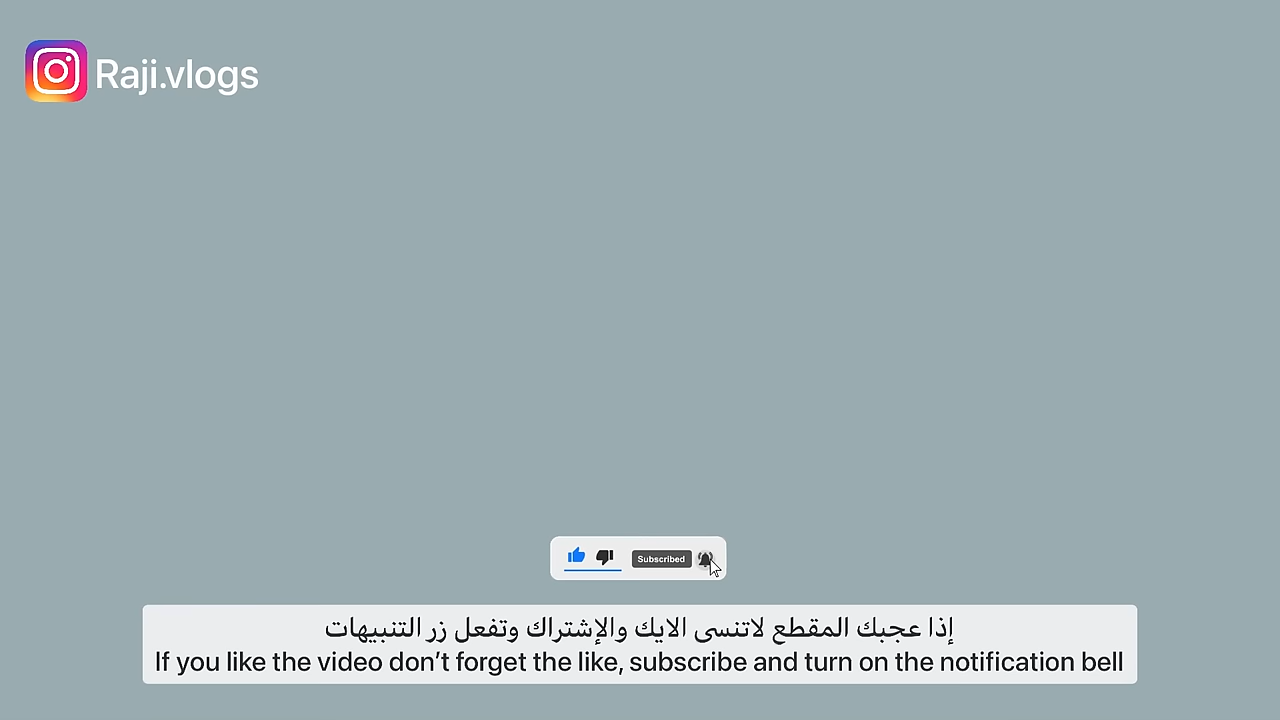 Raji.vlogs
Subscribed
إذا عجبك المقطع لاتنسى الايك والإشتراك وتفعل زر التنبيهات
If you like the video don’t forget the like, subscribe and turn on the notification bell